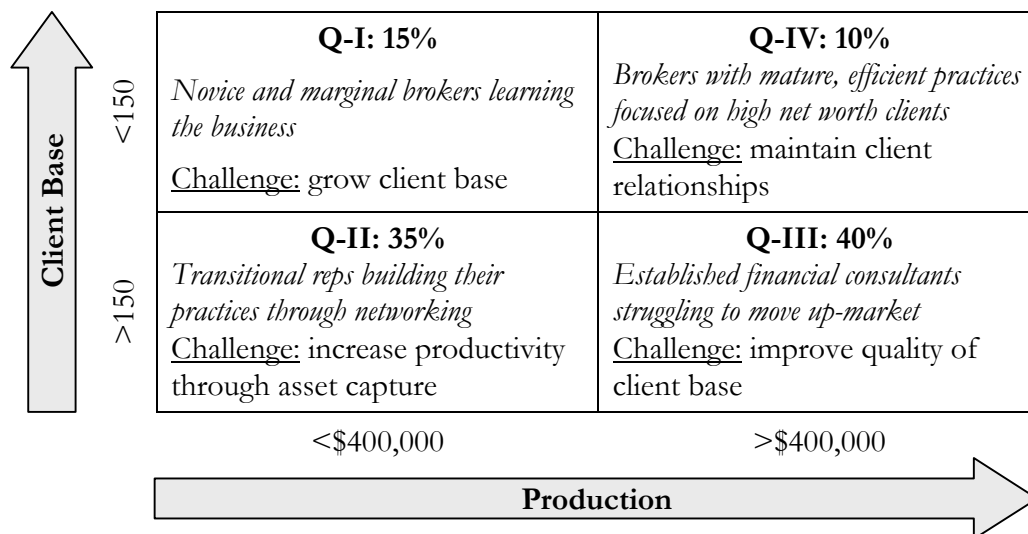 Q-I: 15%
Novice and marginal brokers learning
the business
Challenge: grow client base
Q-IV: 10%
Brokers with mature, efficient practices
focused on high net worth clients
Challenge: maintain client
relationships
Client Base
<150
>150
Q-II: 35%
Transitional reps building their
practices through networking
Challenge: increase productivity
through asset capture
Q-III: 40%
Established financial consultants
struggling to move up-market
Challenge: improve quality of
client base
<$400,000
>$400,000
Production